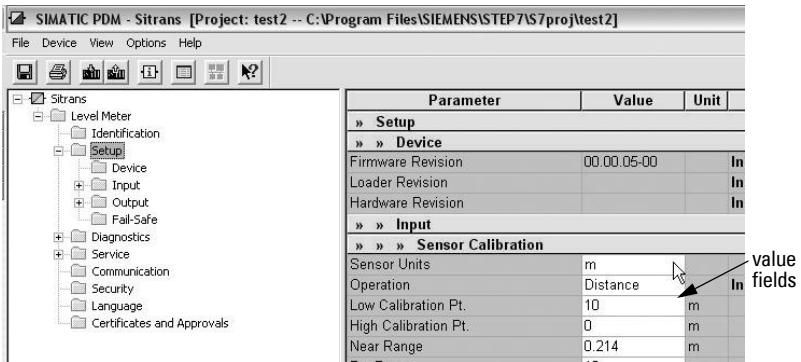 SIMATIC PDM - Sitrans [Project: test2 -- C:\Program Files\SIEMENS\STEP7\S7proj\test2]
File Device View Options Help
Sitrans
Level Meter
Identification
Setup
Device
Input
Output
Fail-Safe
Diagnostics
Service
Communication
Security
Language
Certificates and Approvals
Parameter Value Unit
» Setup
» » Device
Firmware Revision 00.00.05-00 In
Loader Revision In
Hardware Revision In
» » Input
» » » Sensor Calibration
Sensor Units m
Operation Distance In
Low Calibration Pt. 10 m
High Calibration Pt. 0 m
Near Range 0.214 m
value
fields